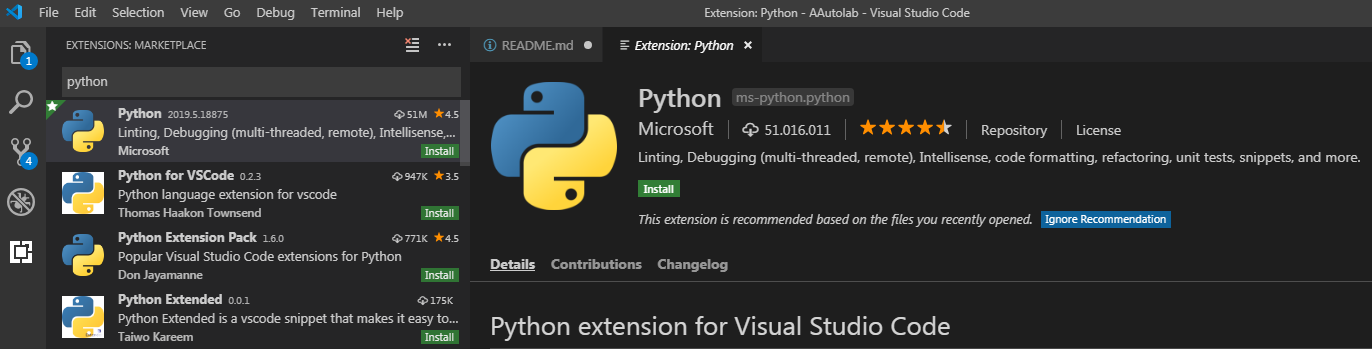 File Edit Selection View Go Debug Terminal Help Extension: Python - AAutolab - Visual Studio Code
EXTENSIONS: MARKETPLACE
README.md
Extension: Python
1
4
python
Python 2019.5.18875 51M 4.5
Linting, Debugging (multi-threaded, remote), Intellisense,...
Microsoft Install
Python for VSCode 0.2.3 947K 3.5
Python language extension for vscode
Thomas Haakon Townsend Install
Python Extension Pack 1.6.0 771K 4.5
Popular Visual Studio Code extensions for Python
Don Jayamanne Install
Python Extended 0.0.1 175K
Python Extended is a vscode snippet that makes it easy to...
Taiwo Kareem Install
Python ms-python.python
Microsoft 51.016.011 Repository License
Linting, Debugging (multi-threaded, remote), Intellisense, code formatting, refactoring, unit tests, snippets, and more.
Install
This extension is recommended based on the files you recently opened. Ignore Recommendation
Details Contributions Changelog
Python extension for Visual Studio Code